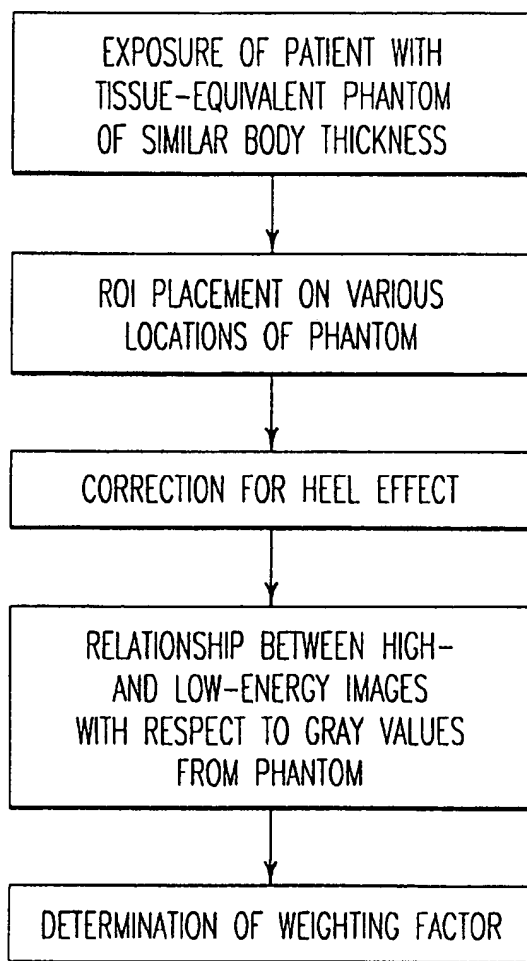 EXPOSURE OF PATIENT WITH
TISSUE-EQUIVALENT PHANTOM
OF SIMILAR BODY THICKNESS
ROI PLACEMENT ON VARIOUS
LOCATIONS OF PHANTOM
CORRECTION FOR HEEL EFFECT
RELATIONSHIP BETWEEN HIGH-
AND LOW-ENERGY IMAGES
WITH RESPECT TO GRAY VALUES
FROM PHANTOM
DETERMINATION OF WEIGHTING FACTOR